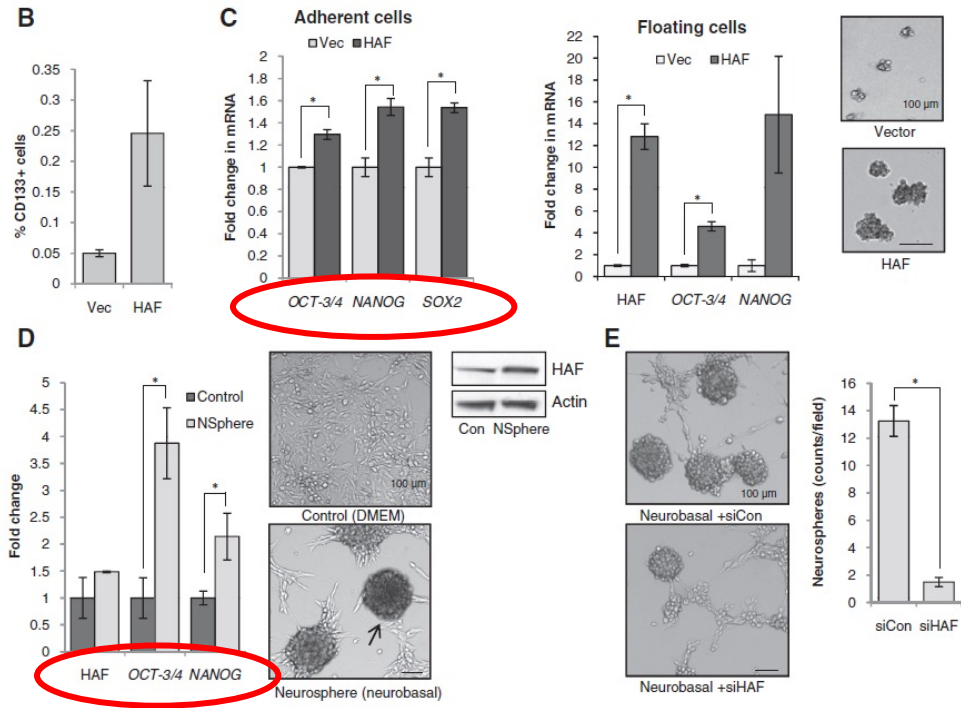 B
% CD133+ cells
0.35
0.3
0.25
0.2
0.15
0.1
0.05
0
Vec HAF
C
Adherent cells
Vec HAF
Fold change in mRNA
1.8
1.6
1.4
1.2
1
0.8
0.6
0.4
0.2
0
* * *
OCT-3/4 NANOG SOX2
Floating cells
Vec HAF
Fold change in mRNA
22
20
18
16
14
12
10
8
6
4
2
0
* *
HAF OCT-3/4 NANOG
100 µm
Vector
HAF
D
Fold change
5
4.5
4
3.5
3
2.5
2
1.5
1
0.5
0
Control
NSphere
* *
HAF OCT-3/4 NANOG
100 µm
Control (DMEM)
Neurosphere (neurobasal)
HAF
Actin
Con NSphere
E
100 µm
Neurobasal +siCon
Neurobasal +siHAF
Neurospheres (counts/field)
16
14
12
10
8
6
4
2
0
*
siCon siHAF